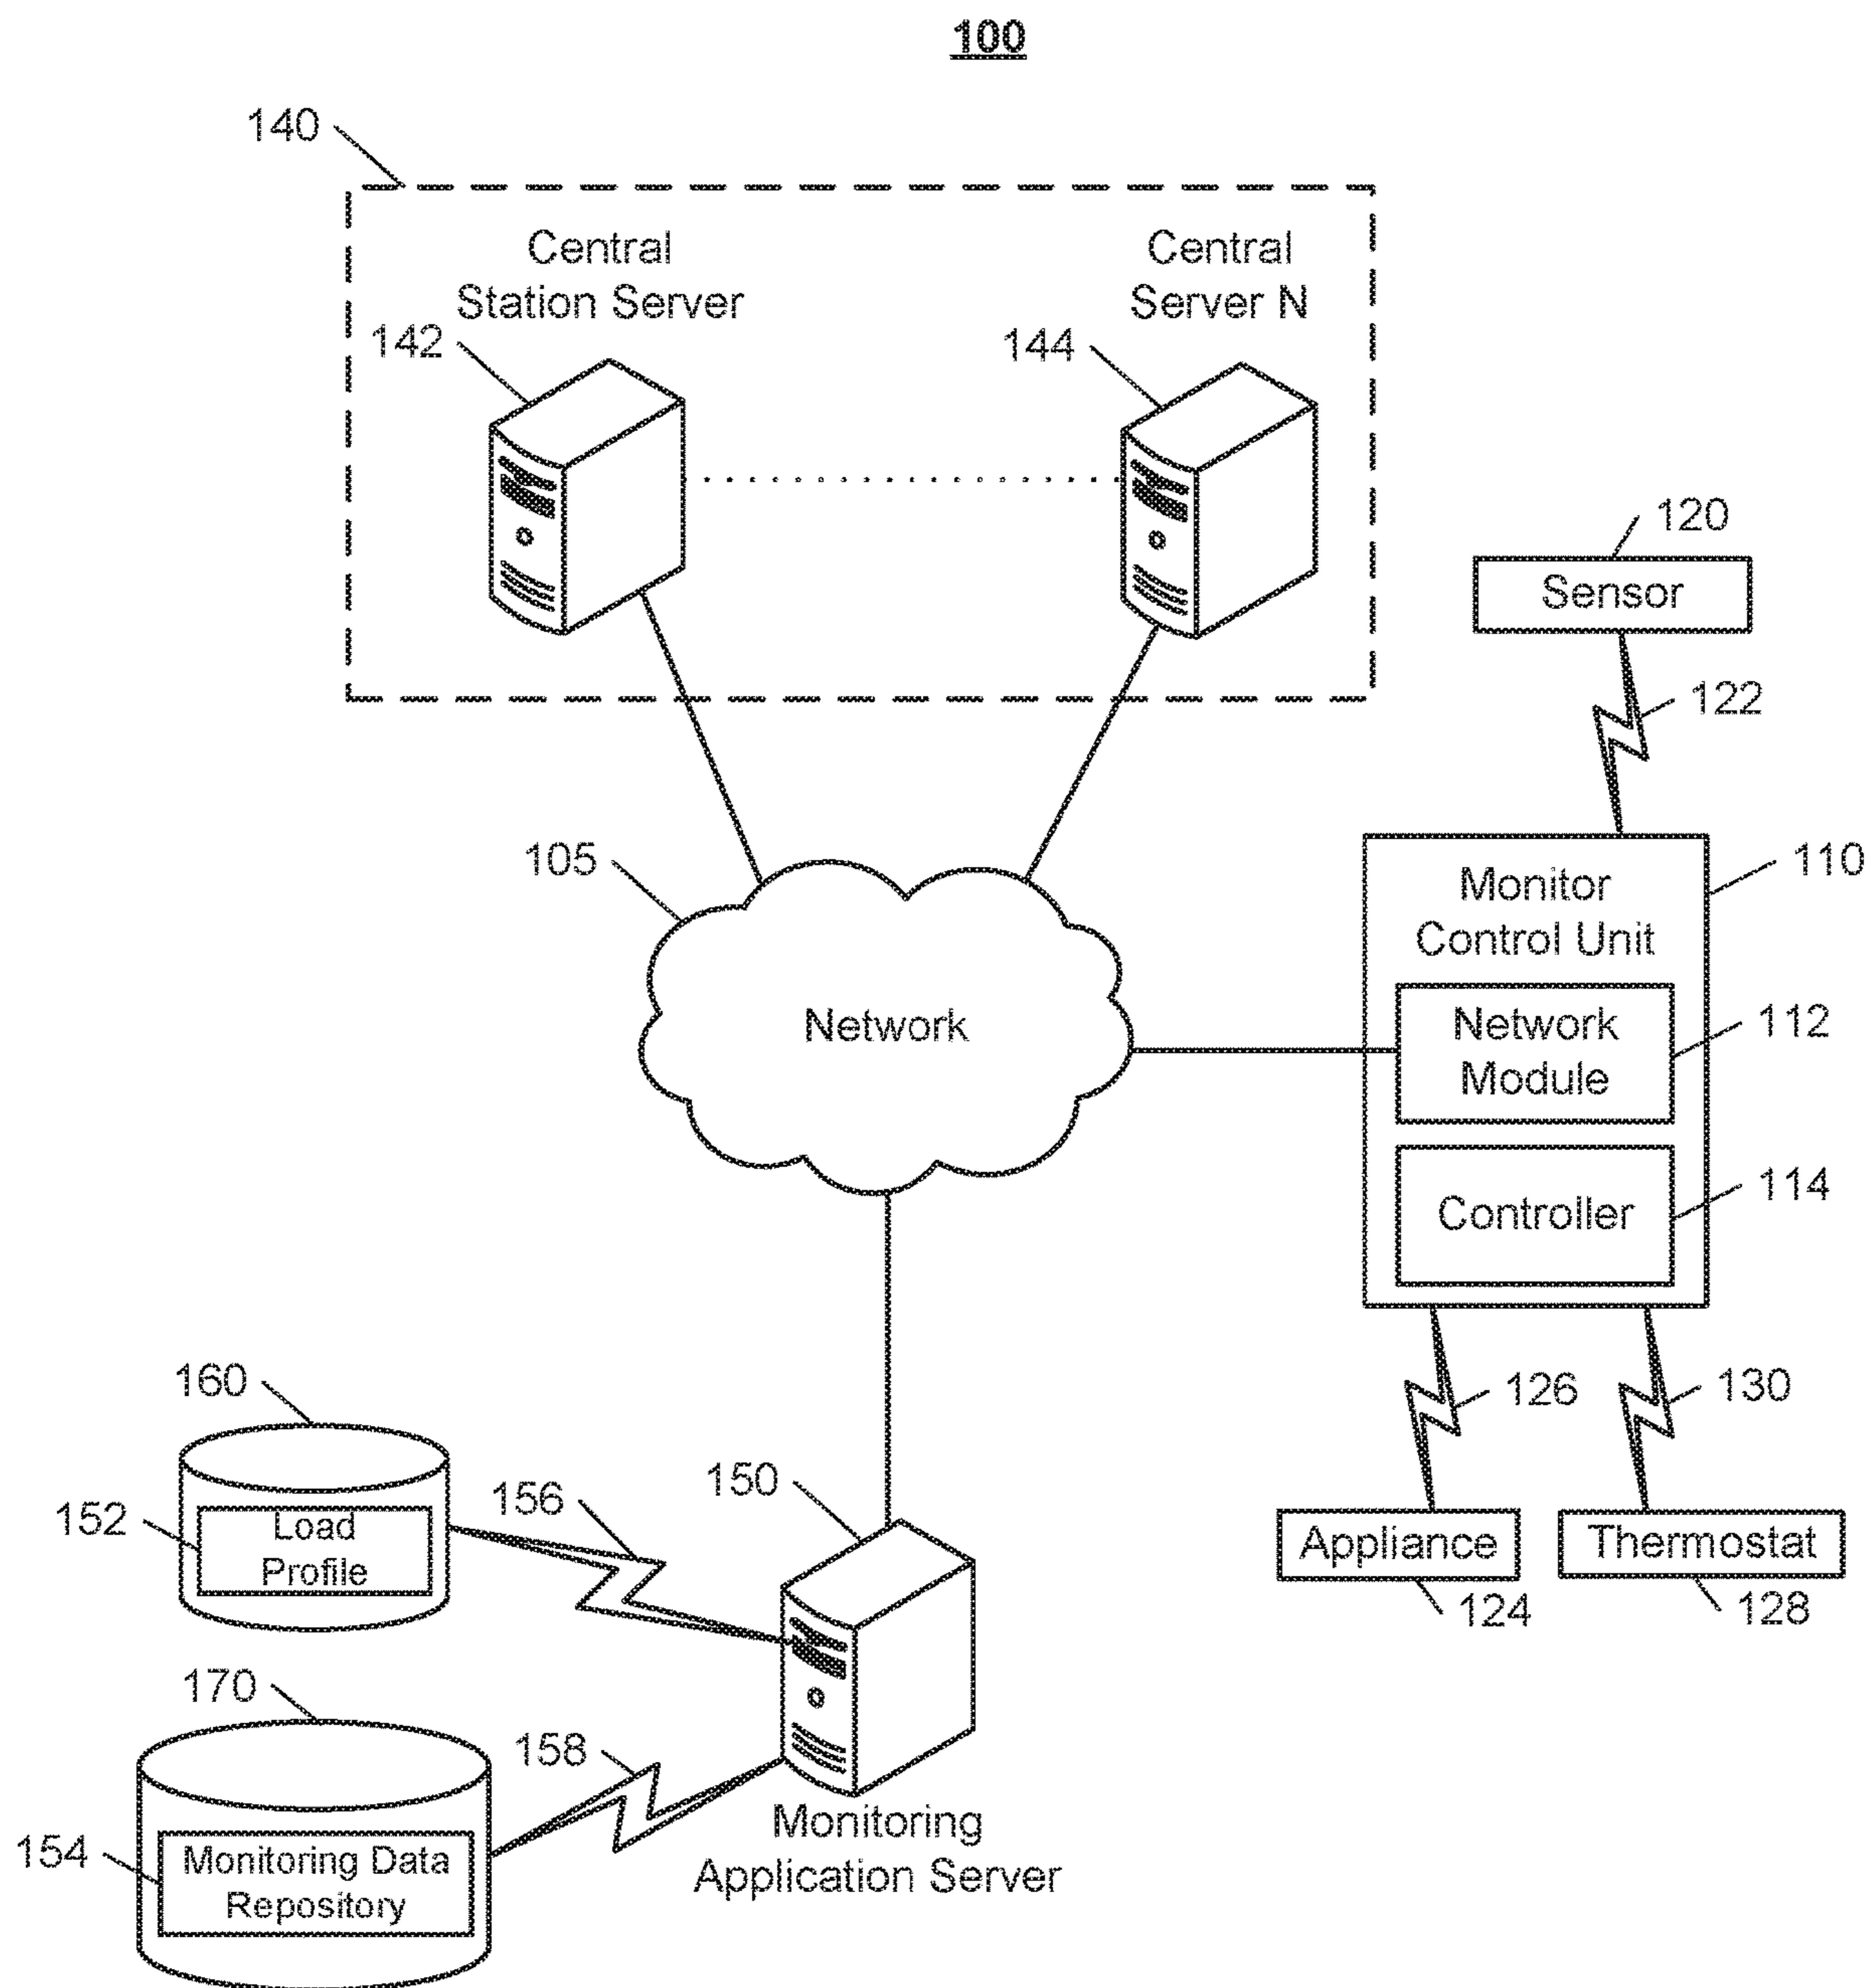 100
140
Central
Station Server
142
Central
Server N
144
120
Sensor
122
105
Network
110
Monitor
Control Unit
Network
Module
112
Controller
114
126
130
Appliance
124
Thermostat
128
160
152
Load
Profile
156
150
170
158
154
Monitoring Data
Repository
Monitoring
Application Server